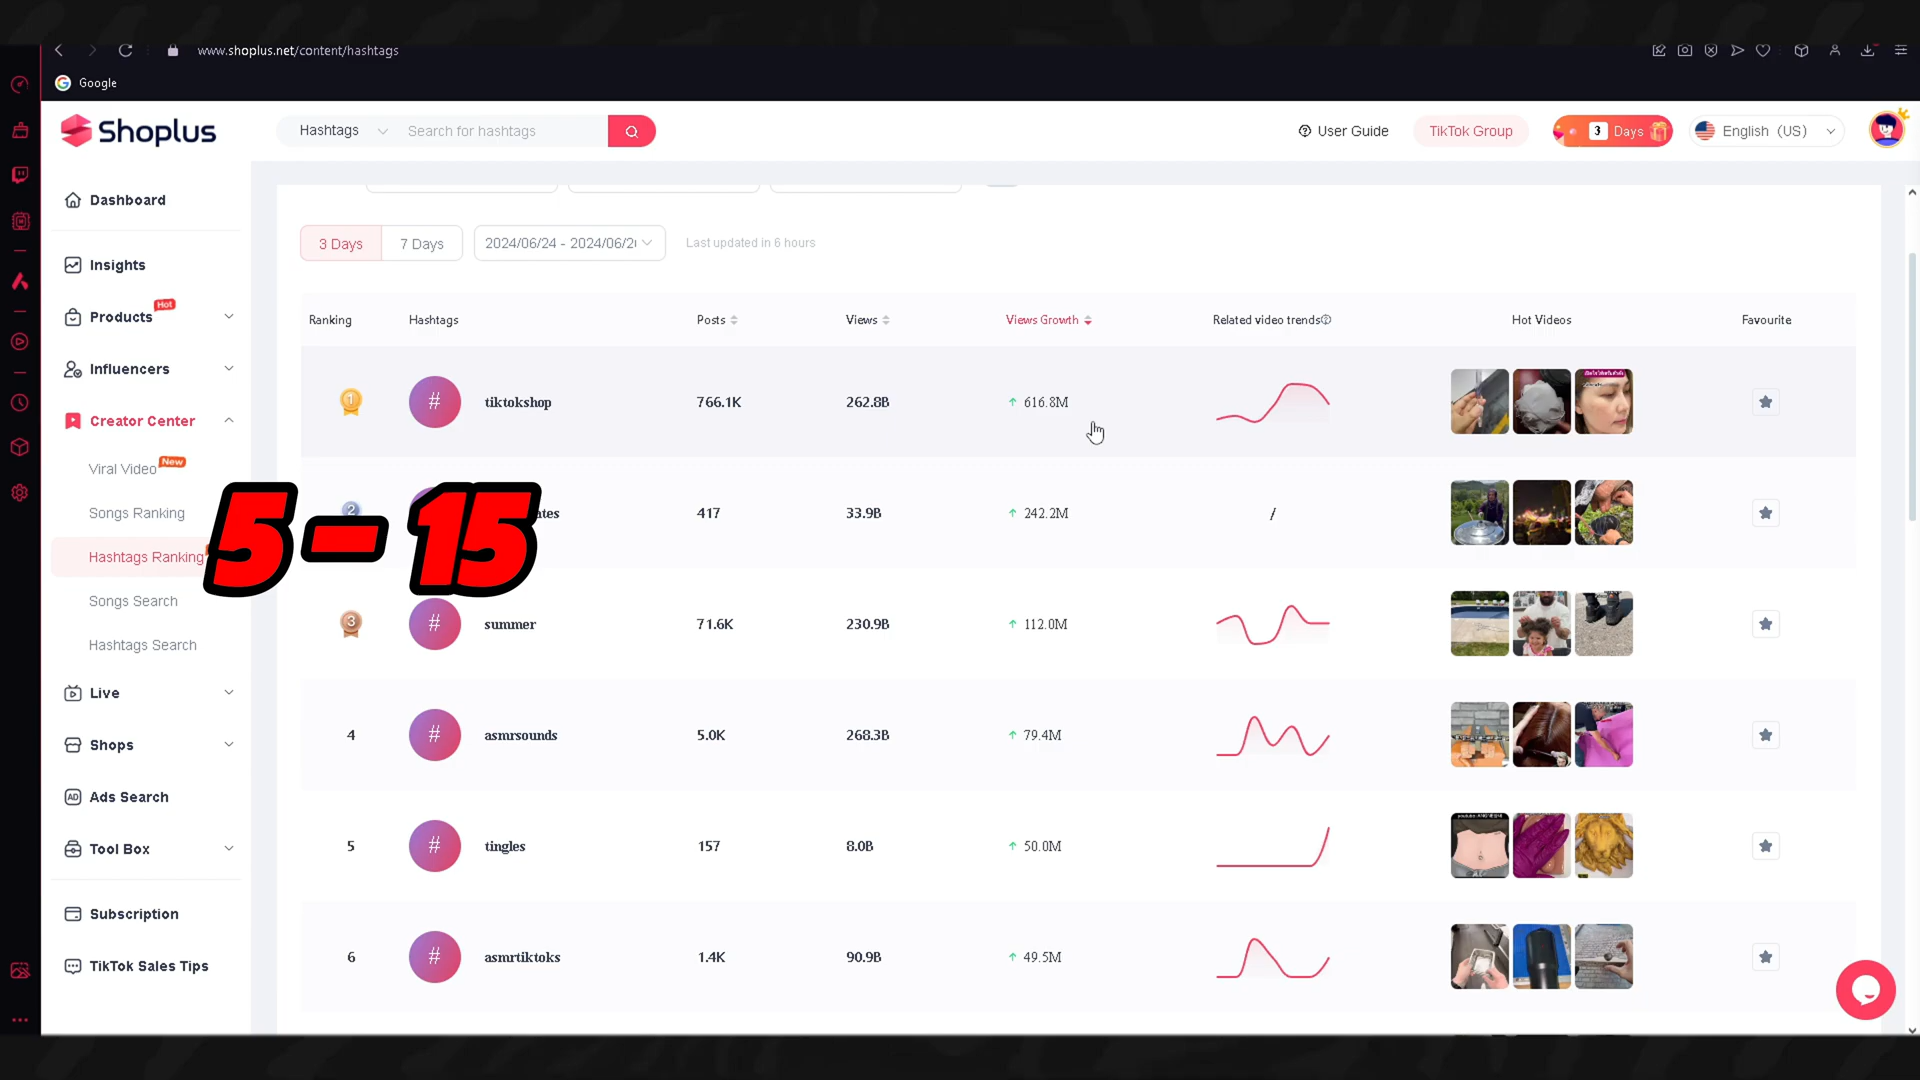 www.shoplus.net/content/hashtags
Google
Shoplus
Hashtags
Search for hashtags
User Guide
TikTok Group
3 Days
English (US)
Dashboard
Insights
Products Hot
Influencers
Creator Center
Viral Video New
Songs Ranking
Hashtags Ranking
Songs Search
Hashtags Search
Live
Shops
Ads Search
Tool Box
Subscription
TikTok Sales Tips
3 Days
7 Days
2024/06/24 - 2024/06/2
Last updated in 6 hours
Ranking Hashtags Posts Views Views Growth Related video trends Hot Videos Favourite
1 # tiktokshop 766.1K 262.8B 616.8M
2 ates 417 33.9B 242.2M /
5-15
3 # summer 71.6K 230.9B 112.0M
4 # asmrsounds 5.0K 268.3B 79.4M
5 # tingles 157 8.0B 50.0M
6 # asmrtiktoks 1.4K 90.9B 49.5M